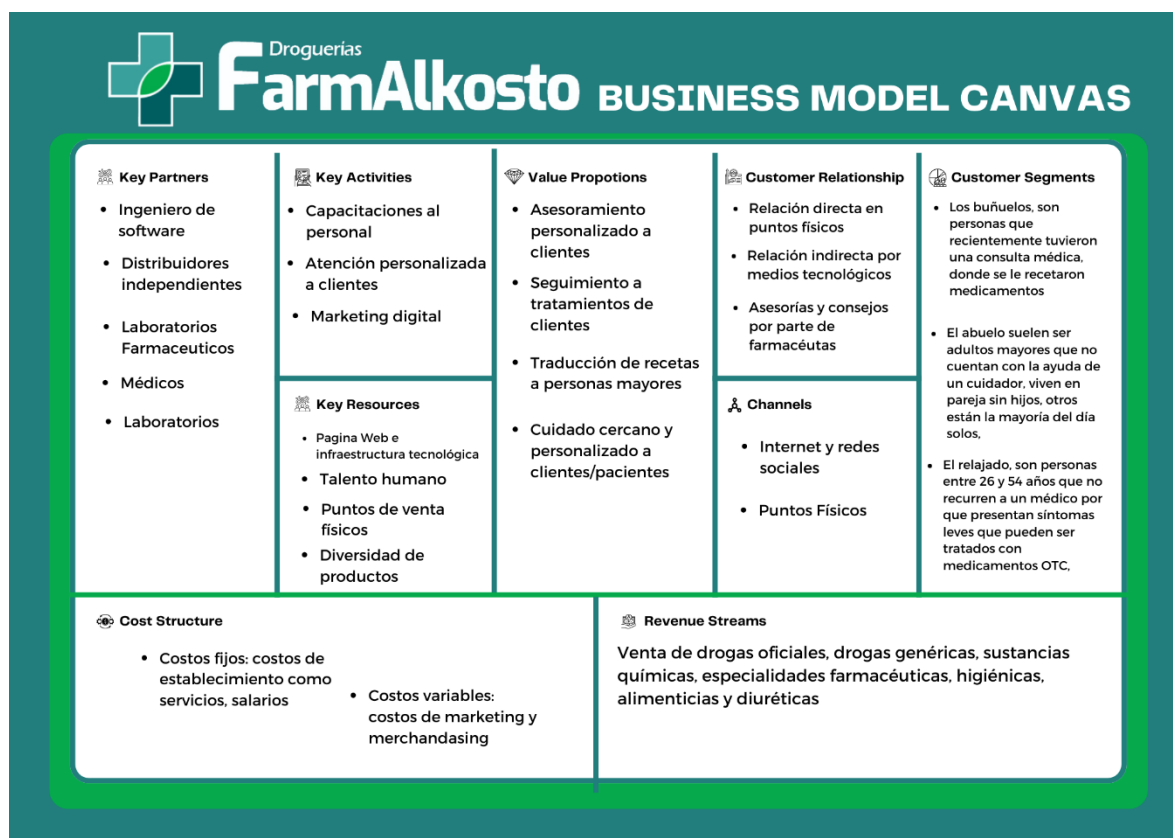 Droguerías
FarmAlkosto BUSINESS MODEL CANVAS
Key Partners
• Ingeniero de
software
• Distribuidores
independientes
• Laboratorios
Farmaceuticos
• Médicos
• Laboratorios
Key Activities
• Capacitaciones al
personal
• Atención personalizada
a clientes
• Marketing digital
Key Resources
• Pagina Web e
infraestructura tecnológica
• Talento humano
• Puntos de venta
físicos
• Diversidad de
productos
Value Propotions
• Asesoramiento
personalizado a
clientes
• Seguimiento a
tratamientos de
clientes
• Traducción de recetas
a personas mayores
• Cuidado cercano y
personalizado a
clientes/pacientes
Customer Relationship
• Relación directa en
puntos físicos
• Relación indirecta por
medios tecnológicos
• Asesorías y consejos
por parte de
farmacéutas
Channels
• Internet y redes
sociales
• Puntos Físicos
Customer Segments
• Los buñuelos, son
personas que
recientemente tuvieron
una consulta médica,
donde se le recetaron
medicamentos
• El abuelo suelen ser
adultos mayores que no
cuentan con la ayuda de
un cuidador, viven en
pareja sin hijos, otros
están la mayoría del día
solos,
• El relajado, son personas
entre 26 y 54 años que no
recurren a un médico por
que presentan síntomas
leves que pueden ser
tratados con
medicamentos OTC,
Cost Structure
• Costos fijos: costos de
establecimiento como
servicios, salarios
• Costos variables:
costos de marketing y
merchandasing
Revenue Streams
Venta de drogas oficiales, drogas genéricas, sustancias
químicas, especialidades farmacéuticas, higiénicas,
alimenticias y diuréticas